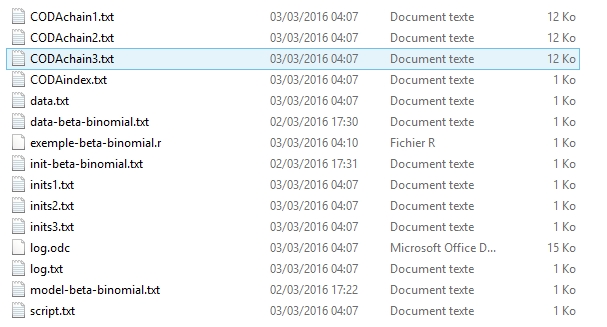 CODAchain1.txt 03/03/2016 04:07 Document texte 12 Ko
CODAchain2.txt 03/03/2016 04:07 Document texte 12 Ko
CODAchain3.txt 03/03/2016 04:07 Document texte 12 Ko
CODAindex.txt 03/03/2016 04:07 Document texte 1 Ko
data.txt 03/03/2016 04:07 Document texte 1 Ko
data-beta-binomial.txt 02/03/2016 17:30 Document texte 1 Ko
exemple-beta-binomial.r 03/03/2016 04:10 Fichier R 1 Ko
init-beta-binomial.txt 02/03/2016 17:31 Document texte 1 Ko
inits1.txt 03/03/2016 04:07 Document texte 1 Ko
inits2.txt 03/03/2016 04:07 Document texte 1 Ko
inits3.txt 03/03/2016 04:07 Document texte 1 Ko
log.odc 03/03/2016 04:07 Microsoft Office D... 15 Ko
log.txt 03/03/2016 04:07 Document texte 1 Ko
model-beta-binomial.txt 02/03/2016 17:22 Document texte 1 Ko
script.txt 03/03/2016 04:07 Document texte 1 Ko